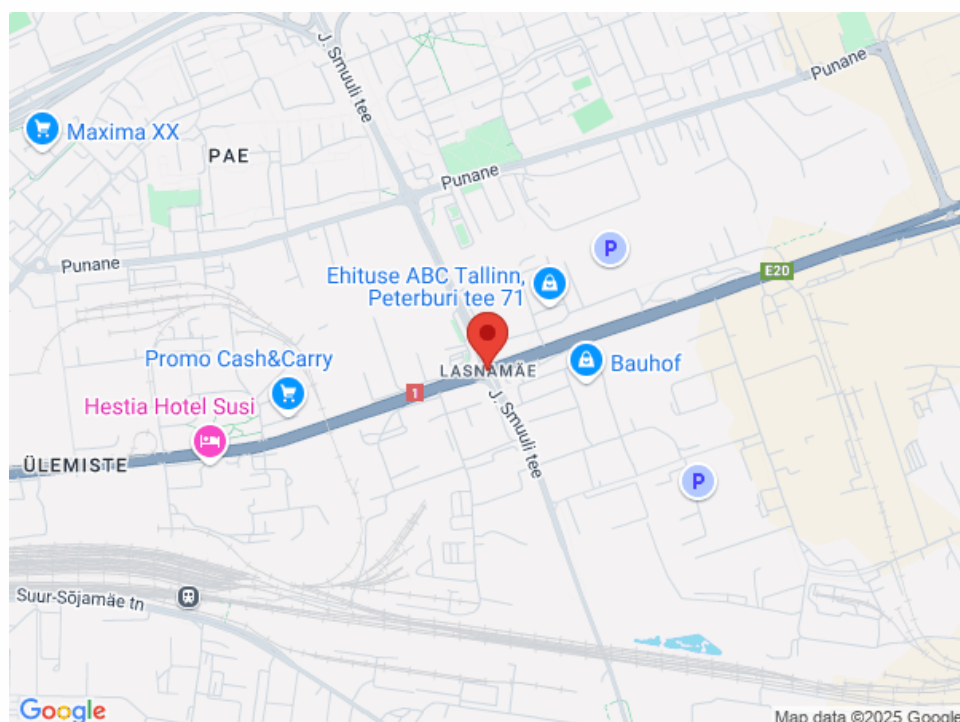 J. Smuuli tee
Punane
Maxima XX
PAE
Punane
Punane
Ehituse ABC Tallinn,
Peterburi tee 71
P
E20
Promo Cash&Carry
LASNAMÄE
Bauhof
1
Hestia Hotel Susi
J. Smuuli tee
ÜLEMISTE
P
Suur-Sõjamäe tn
Google
Map data ©2025 Google